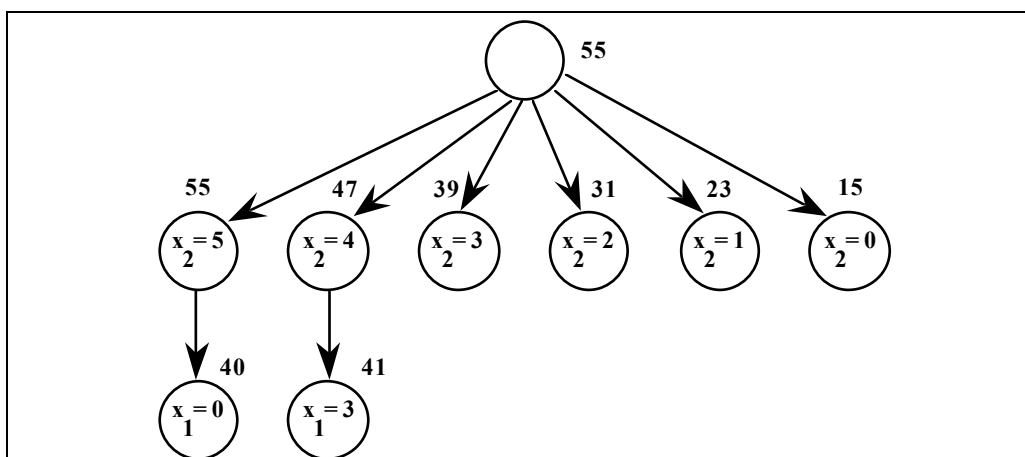 55
55 47 39 31 23 15
x₂ = 5 x₂ = 4 x₂ = 3 x₂ = 2 x₂ = 1 x₂ = 0
40 41
x₁ = 0 x₁ = 3